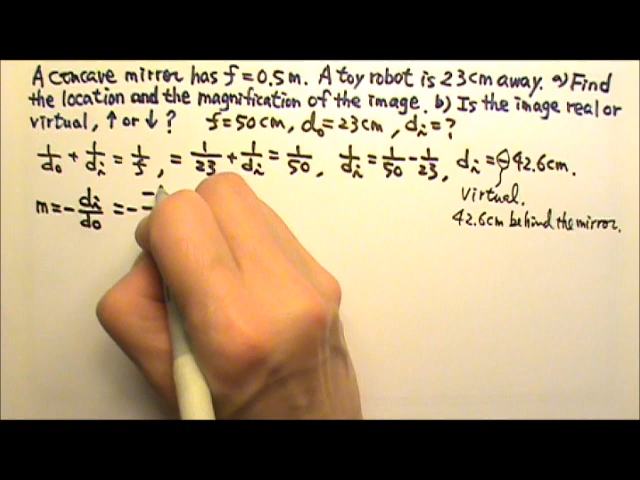 A concave mirror has f = 0.5 m. A toy robot is 23 cm away. a) Find
the location and the magnification of the image. b) Is the image real or
virtual, ↑ or ↓ ? f = 50 cm, d₀ = 23 cm, dᵢ = ?
1/d₀ + 1/dᵢ = 1/f, = 1/23 + 1/dᵢ = 1/50, 1/dᵢ = 1/50 - 1/23, dᵢ = -42.6 cm.
virtual.
42.6 cm behind the mirror.
m = - dᵢ/d₀ = - -